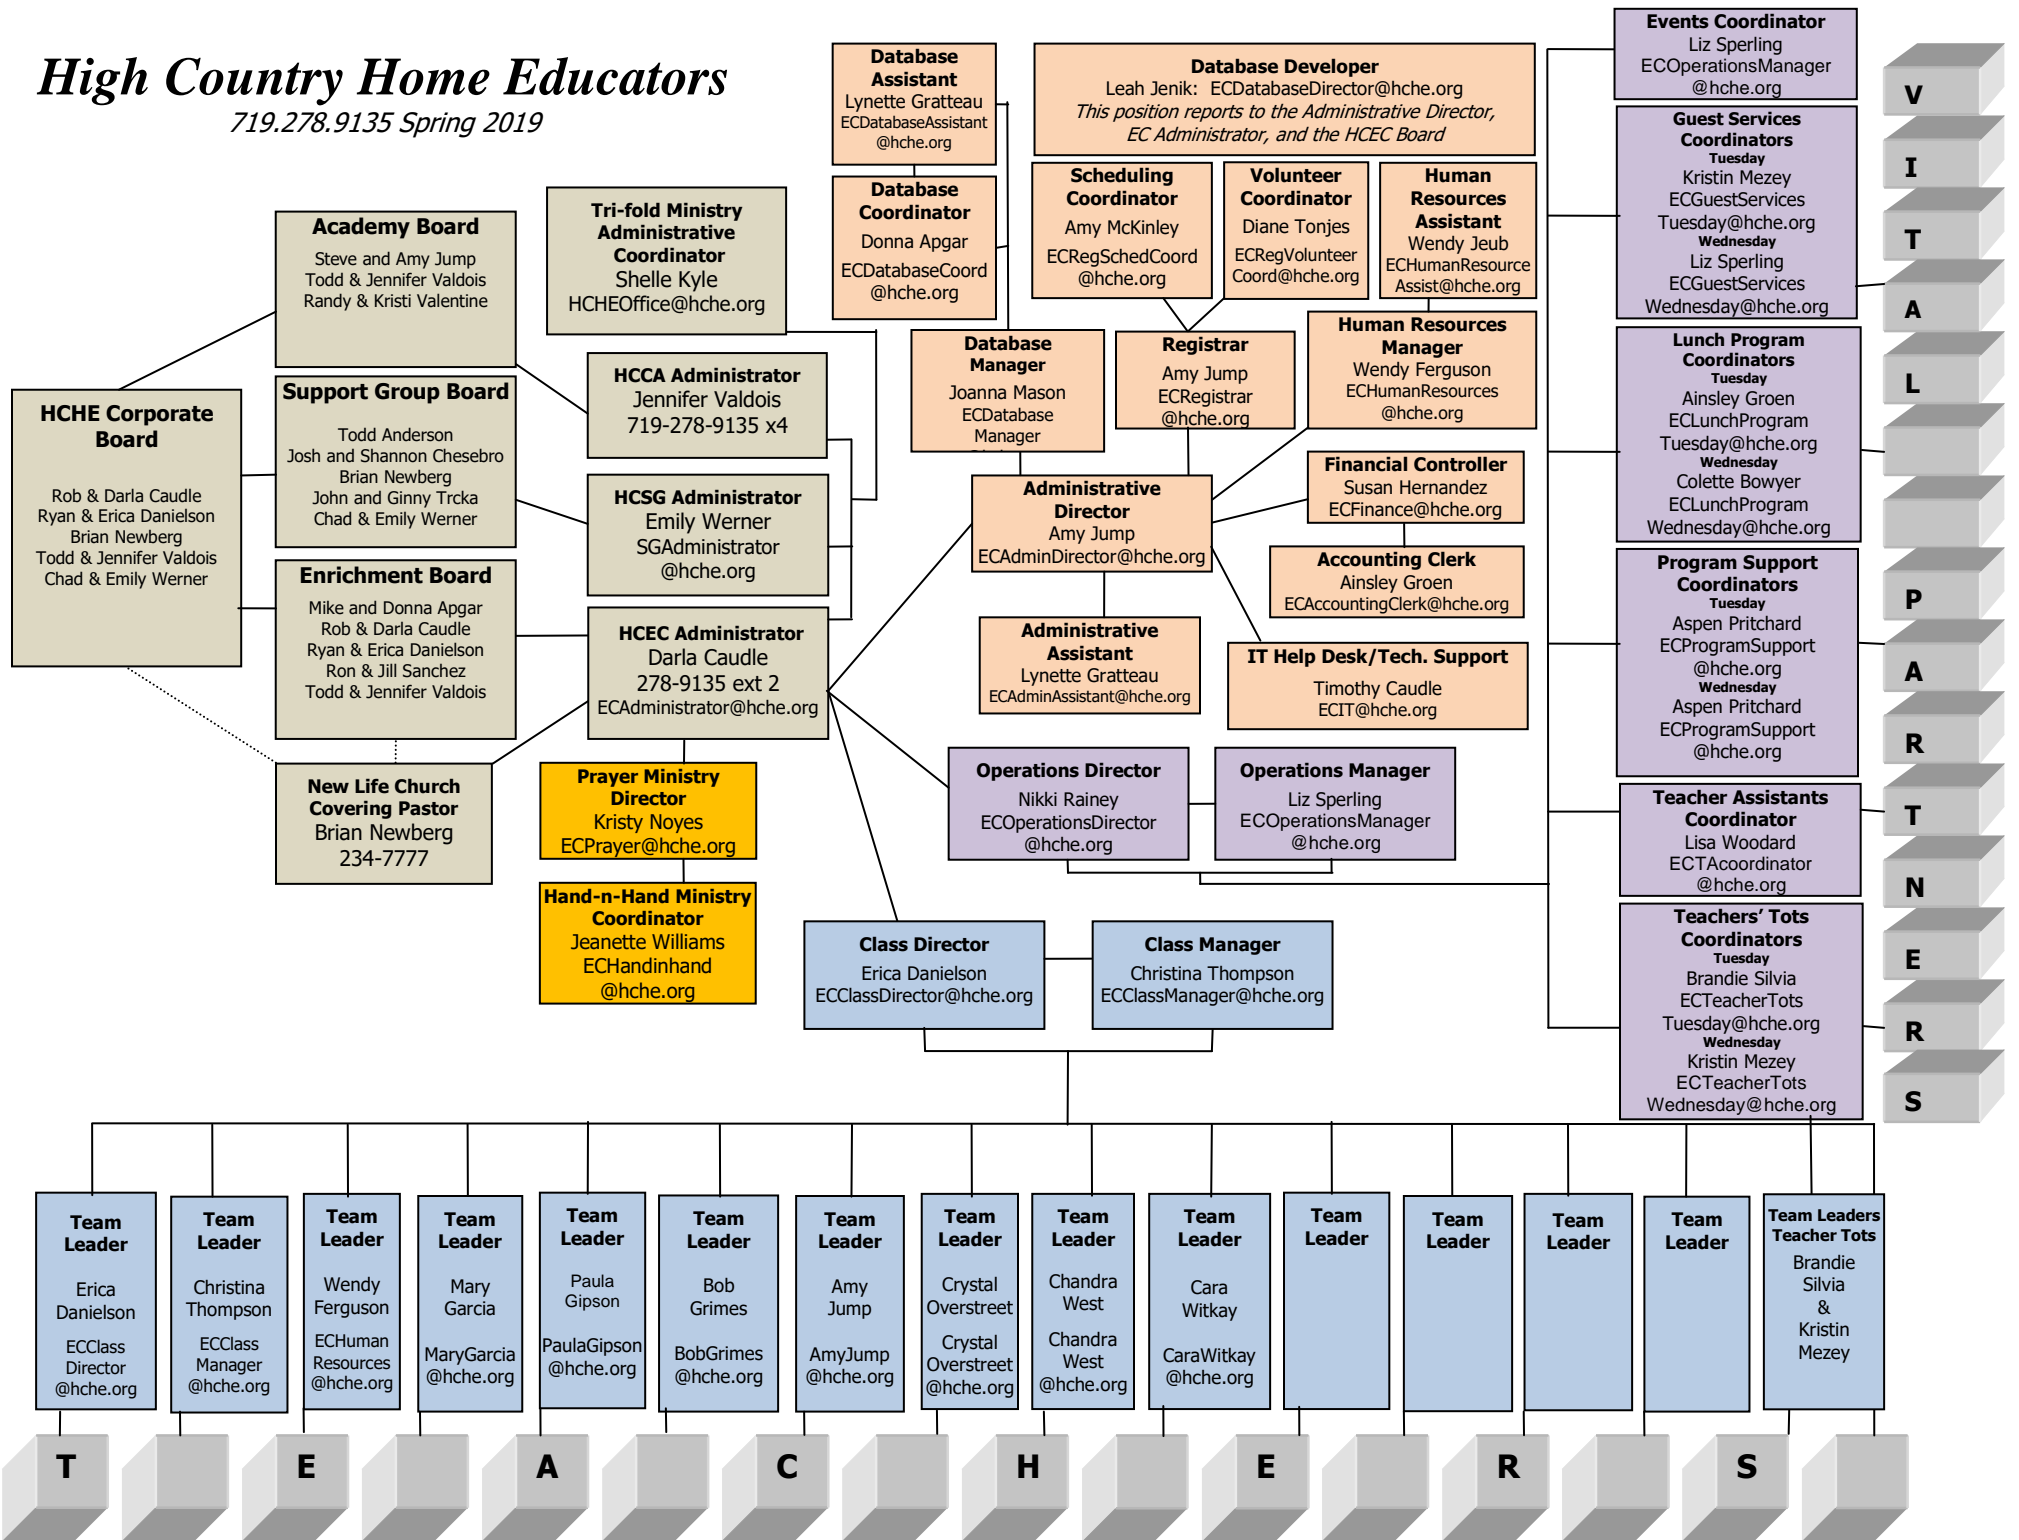 High Country Home Educators
719.278.9135 Spring 2019
HCHE Corporate
Board
Rob & Darla Caudle
Ryan & Erica Danielson
Brian Newberg
Todd & Jennifer Valdois
Chad & Emily Werner
Academy Board
Steve and Amy Jump
Todd & Jennifer Valdois
Randy & Kristi Valentine
Support Group Board
Todd Anderson
Josh and Shannon Chesebro
Brian Newberg
John and Ginny Trcka
Chad & Emily Werner
Enrichment Board
Mike and Donna Apgar
Rob & Darla Caudle
Ryan & Erica Danielson
Ron & Jill Sanchez
Todd & Jennifer Valdois
New Life Church
Covering Pastor
Brian Newberg
234-7777
Tri-fold Ministry
Administrative
Coordinator
Shelle Kyle
HCHEOffice@hche.org
HCCA Administrator
Jennifer Valdois
719-278-9135 x4
HCSG Administrator
Emily Werner
SGAdministrator
@hche.org
HCEC Administrator
Darla Caudle
278-9135 ext 2
ECAdministrator@hche.org
Prayer Ministry
Director
Kristy Noyes
ECPrayer@hche.org
Hand-n-Hand Ministry
Coordinator
Jeanette Williams
ECHandinhand
@hche.org
Database
Assistant
Lynette Gratteau
ECDatabaseAssistant
@hche.org
Database
Coordinator
Donna Apgar
ECDatabaseCoord
@hche.org
Database
Manager
Joanna Mason
ECDatabase
Manager
Database Developer
Leah Jenik: ECDatabaseDirector@hche.org
This position reports to the Administrative Director,
EC Administrator, and the HCEC Board
Scheduling
Coordinator
Amy McKinley
ECRegSchedCoord
@hche.org
Volunteer
Coordinator
Diane Tonjes
ECRegVolunteer
Coord@hche.org
Human
Resources
Assistant
Wendy Jeub
ECHumanResource
Assist@hche.org
Registrar
Amy Jump
ECRegistrar
@hche.org
Human Resources
Manager
Wendy Ferguson
ECHumanResources
@hche.org
Administrative
Director
Amy Jump
ECAdminDirector@hche.org
Financial Controller
Susan Hernandez
ECFinance@hche.org
Accounting Clerk
Ainsley Groen
ECAccountingClerk@hche.org
Administrative
Assistant
Lynette Gratteau
ECAdminAssistant@hche.org
IT Help Desk/Tech. Support
Timothy Caudle
ECIT@hche.org
Operations Director
Nikki Rainey
ECOperationsDirector
@hche.org
Operations Manager
Liz Sperling
ECOperationsManager
@hche.org
Class Director
Erica Danielson
ECClassDirector@hche.org
Class Manager
Christina Thompson
ECClassManager@hche.org
Events Coordinator
Liz Sperling
ECOperationsManager
@hche.org
Guest Services
Coordinators
Tuesday
Kristin Mezey
ECGuestServices
Tuesday@hche.org
Wednesday
Liz Sperling
ECGuestServices
Wednesday@hche.org
Lunch Program
Coordinators
Tuesday
Ainsley Groen
ECLunchProgram
Tuesday@hche.org
Wednesday
Colette Bowyer
ECLunchProgram
Wednesday@hche.org
Program Support
Coordinators
Tuesday
Aspen Pritchard
ECProgramSupport
@hche.org
Wednesday
Aspen Pritchard
ECProgramSupport
@hche.org
Teacher Assistants
Coordinator
Lisa Woodard
ECTAcoordinator
@hche.org
Teachers’ Tots
Coordinators
Tuesday
Brandie Silvia
ECTeacherTots
Tuesday@hche.org
Wednesday
Kristin Mezey
ECTeacherTots
Wednesday@hche.org
V
I
T
A
L
P
A
R
T
N
E
R
S
Team
Leader
Erica
Danielson
ECClass
Director
@hche.org
Team
Leader
Christina
Thompson
ECClass
Manager
@hche.org
Team
Leader
Wendy
Ferguson
ECHuman
Resources
@hche.org
Team
Leader
Mary
Garcia
MaryGarcia
@hche.org
Team
Leader
Paula
Gipson
PaulaGipson
@hche.org
Team
Leader
Bob
Grimes
BobGrimes
@hche.org
Team
Leader
Amy
Jump
AmyJump
@hche.org
Team
Leader
Crystal
Overstreet
Crystal
Overstreet
@hche.org
Team
Leader
Chandra
West
Chandra
West
@hche.org
Team
Leader
Cara
Witkay
CaraWitkay
@hche.org
Team
Leader
Team
Leader
Team
Leader
Team
Leader
Team Leaders
Teacher Tots
Brandie
Silvia
&
Kristin
Mezey
T E A C H E R S